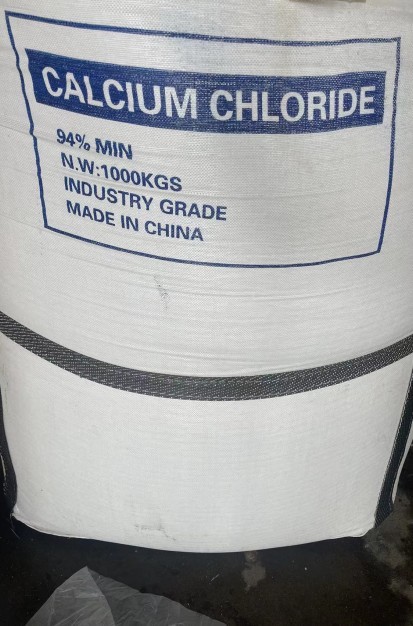 CALCIUM CHLORIDE
94% MIN
N.W:1000KGS
INDUSTRY GRADE
MADE IN CHINA